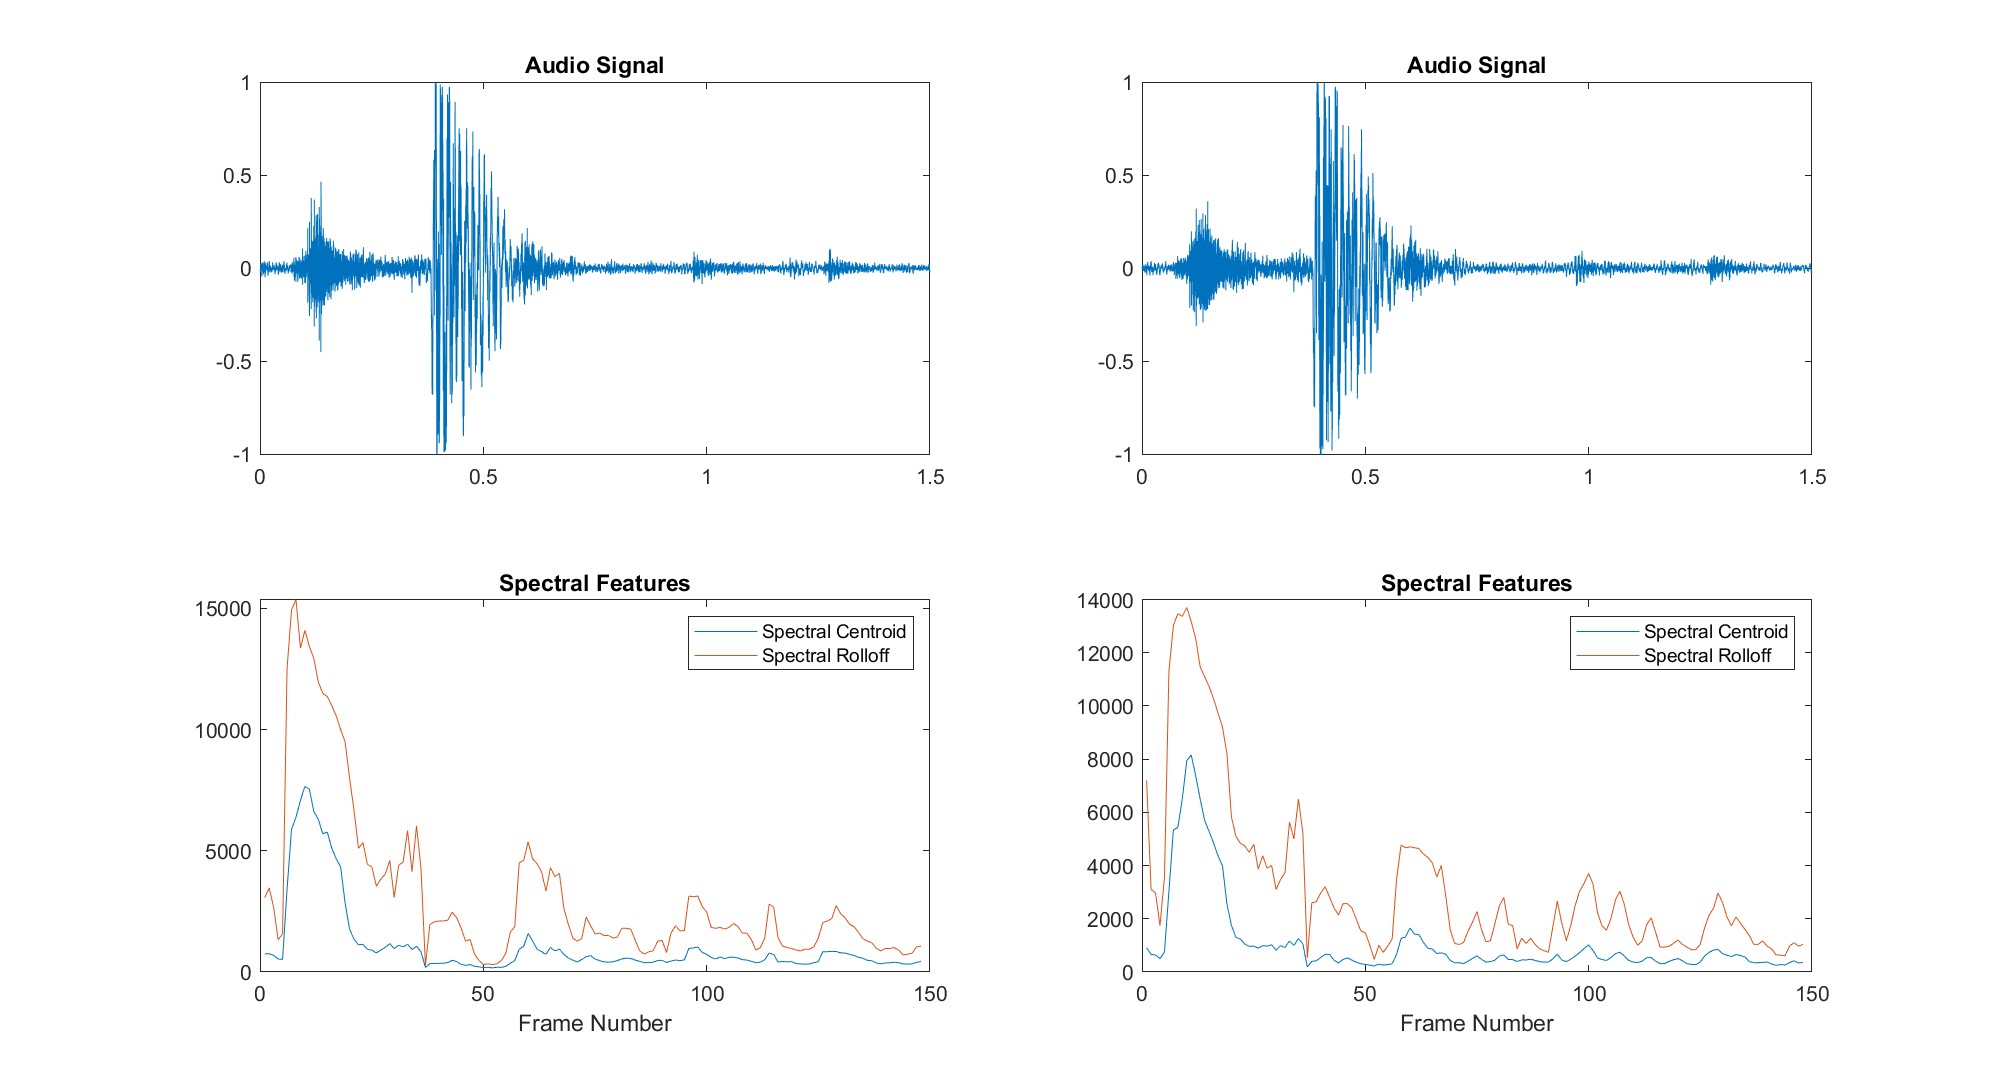 Audio Signal
1
0.5
0
-0.5
-1
0 0.5 1 1.5
Audio Signal
1
0.5
0
-0.5
-1
0 0.5 1 1.5
Spectral Features
15000
10000
5000
0
Spectral Centroid
Spectral Rolloff
0 50 100 150
Frame Number
Spectral Features
14000
12000
10000
8000
6000
4000
2000
0
Spectral Centroid
Spectral Rolloff
0 50 100 150
Frame Number